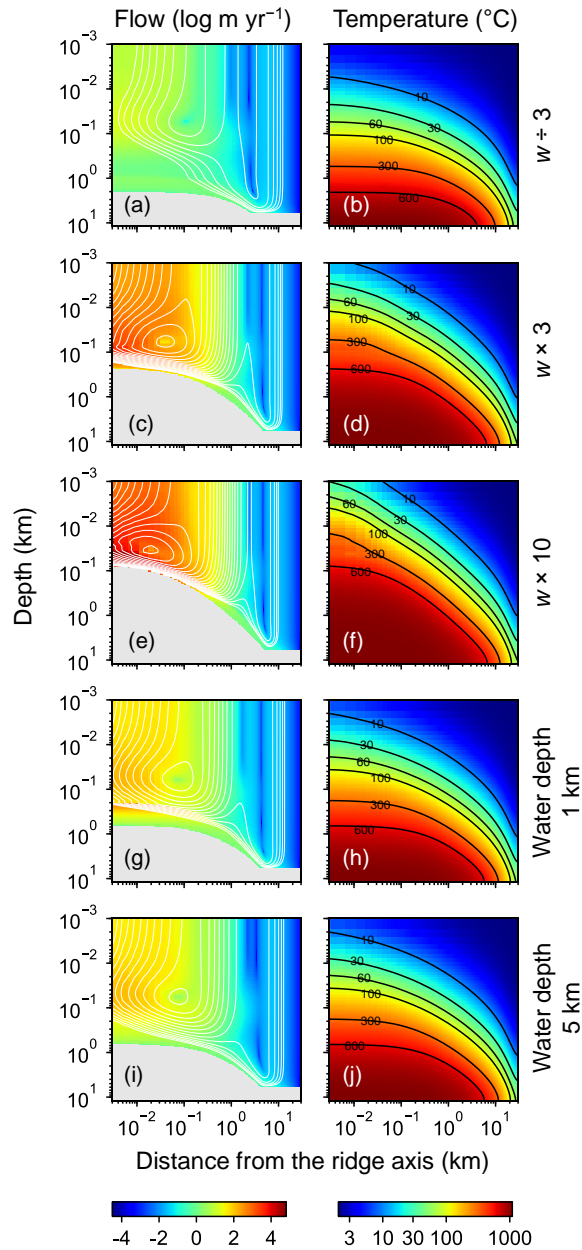 Flow (log m yr⁻¹) Temperature (°C)
10⁻³
10⁻²
10⁻¹
10⁰
10¹
(a)
10
30
60
100
300
600
(b)
w ÷ 3
10⁻³
10⁻²
10⁻¹
10⁰
10¹
(c)
10
60
30
100
300
600
(d)
w × 3
Depth (km)
10⁻³
10⁻²
10⁻¹
10⁰
10¹
(e)
10
60
30
100
300
600
(f)
w × 10
10⁻³
10⁻²
10⁻¹
10⁰
10¹
(g)
10
30
60
100
300
600
(h)
Water depth
1 km
10⁻³
10⁻²
10⁻¹
10⁰
10¹
(i)
10
30
60
100
300
600
(j)
Water depth
5 km
10⁻² 10⁻¹ 10⁰ 10¹ 10⁻² 10⁻¹ 10⁰ 10¹
Distance from the ridge axis (km)
-4 -2 0 2 4 3 10 30 100 1000